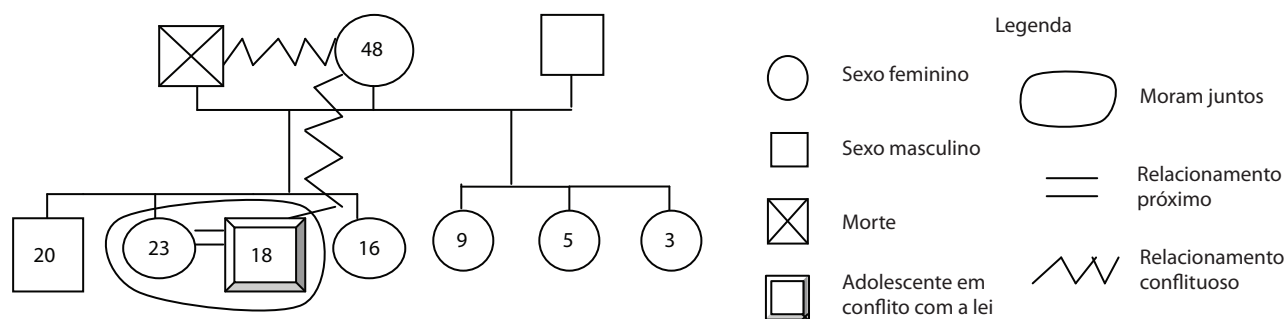 48
20
23
18
16
9
5
3
Legenda
Sexo feminino
Sexo masculino
Morte
Adolescente em
conflito com a lei
Moram juntos
Relacionamento
próximo
Relacionamento
conflituoso